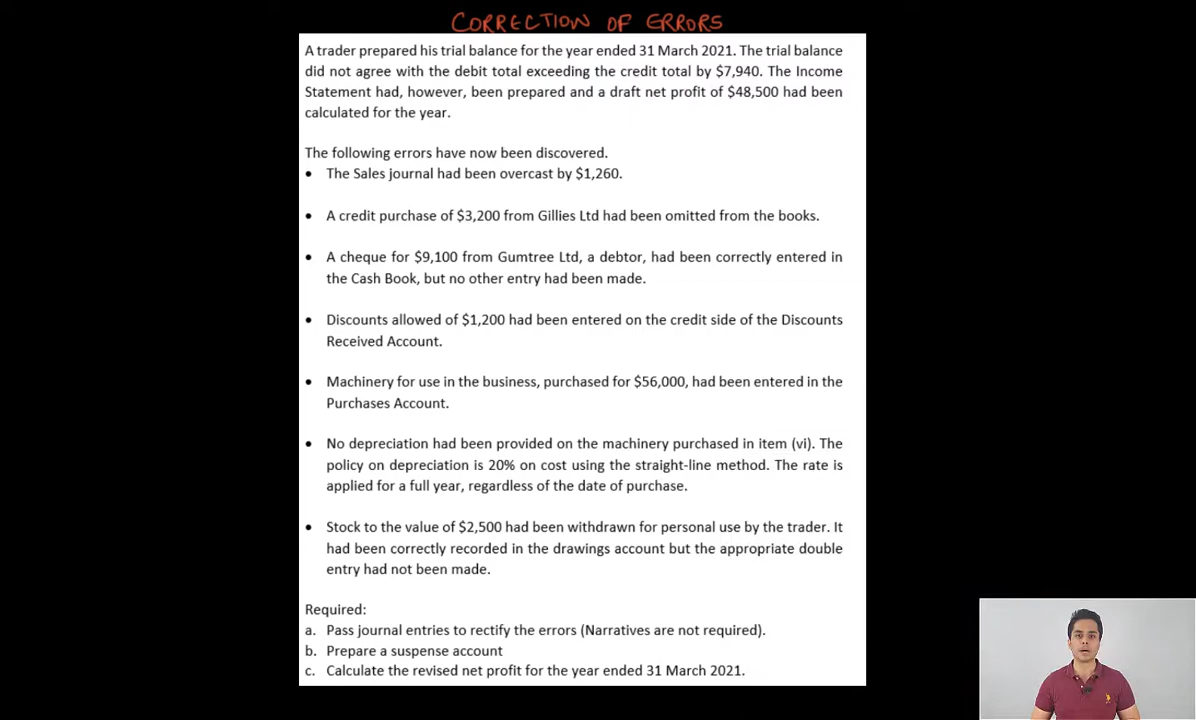 CORRECTION OF ERRORS
A trader prepared his trial balance for the year ended 31 March 2021. The trial balance
did not agree with the debit total exceeding the credit total by $7,940. The Income
Statement had, however, been prepared and a draft net profit of $48,500 had been
calculated for the year.
The following errors have now been discovered.
• The Sales journal had been overcast by $1,260.
• A credit purchase of $3,200 from Gillies Ltd had been omitted from the books.
• A cheque for $9,100 from Gumtree Ltd, a debtor, had been correctly entered in
the Cash Book, but no other entry had been made.
• Discounts allowed of $1,200 had been entered on the credit side of the Discounts
Received Account.
• Machinery for use in the business, purchased for $56,000, had been entered in the
Purchases Account.
• No depreciation had been provided on the machinery purchased in item (vi). The
policy on depreciation is 20% on cost using the straight-line method. The rate is
applied for a full year, regardless of the date of purchase.
• Stock to the value of $2,500 had been withdrawn for personal use by the trader. It
had been correctly recorded in the drawings account but the appropriate double
entry had not been made.
Required:
a. Pass journal entries to rectify the errors (Narratives are not required).
b. Prepare a suspense account
c. Calculate the revised net profit for the year ended 31 March 2021.